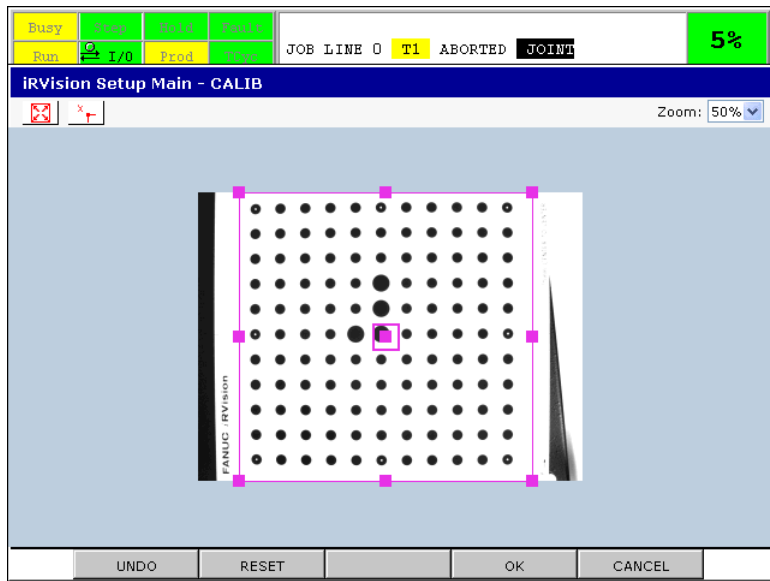 Busy Step Hold Fault
Run I/O Prod TCyc
JOB LINE 0 T1 ABORTED JOINT
5%
iRVision Setup Main - CALIB
Zoom: 50%
FANUC iRVision
UNDO RESET OK CANCEL